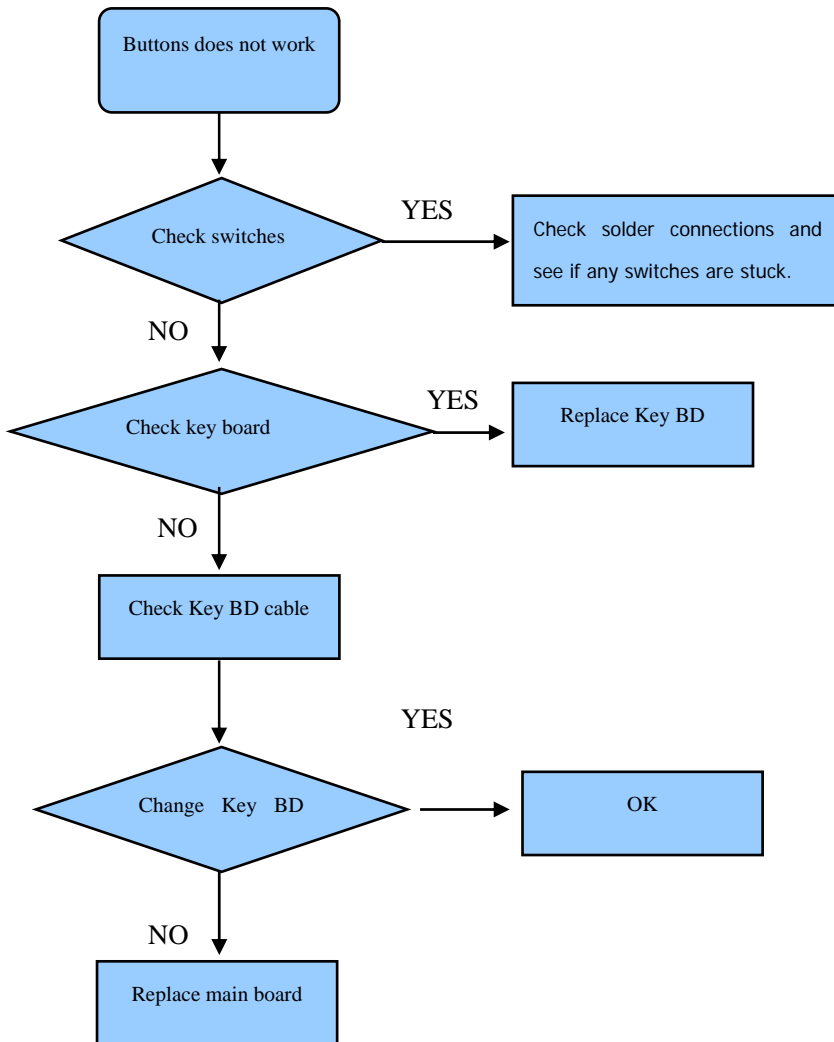 Buttons does not work
YES
Check switches
Check solder connections and
see if any switches are stuck.
NO
YES
Check key board
Replace Key BD
NO
Check Key BD cable
YES
Change Key BD
OK
NO
Replace main board